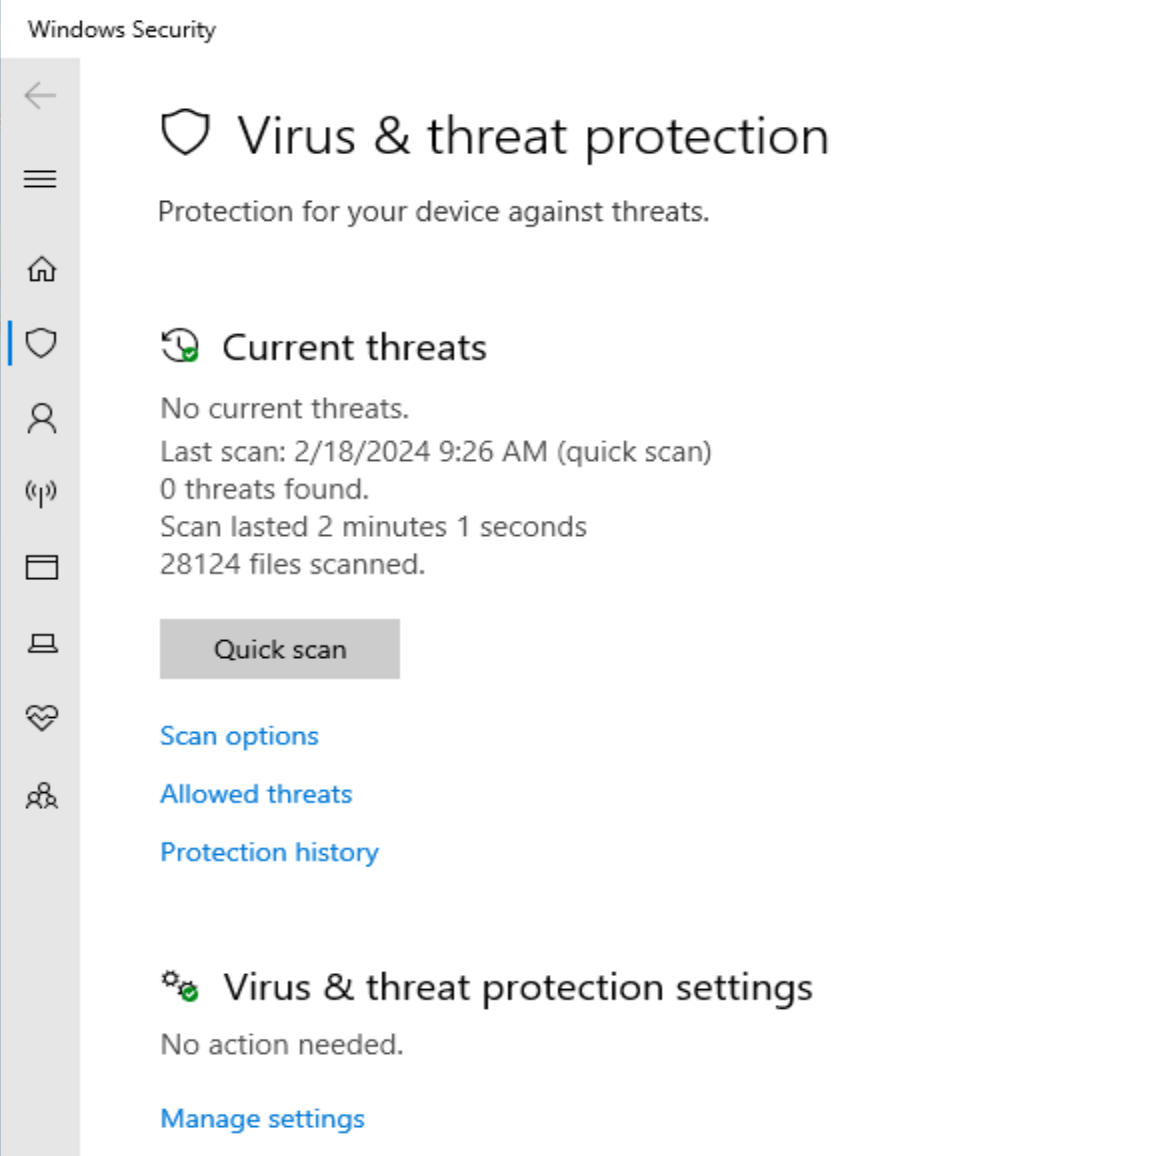 Windows Security
Virus & threat protection
Protection for your device against threats.
Current threats
No current threats.
Last scan: 2/18/2024 9:26 AM (quick scan)
0 threats found.
Scan lasted 2 minutes 1 seconds
28124 files scanned.
Quick scan
Scan options
Allowed threats
Protection history
Virus & threat protection settings
No action needed.
Manage settings